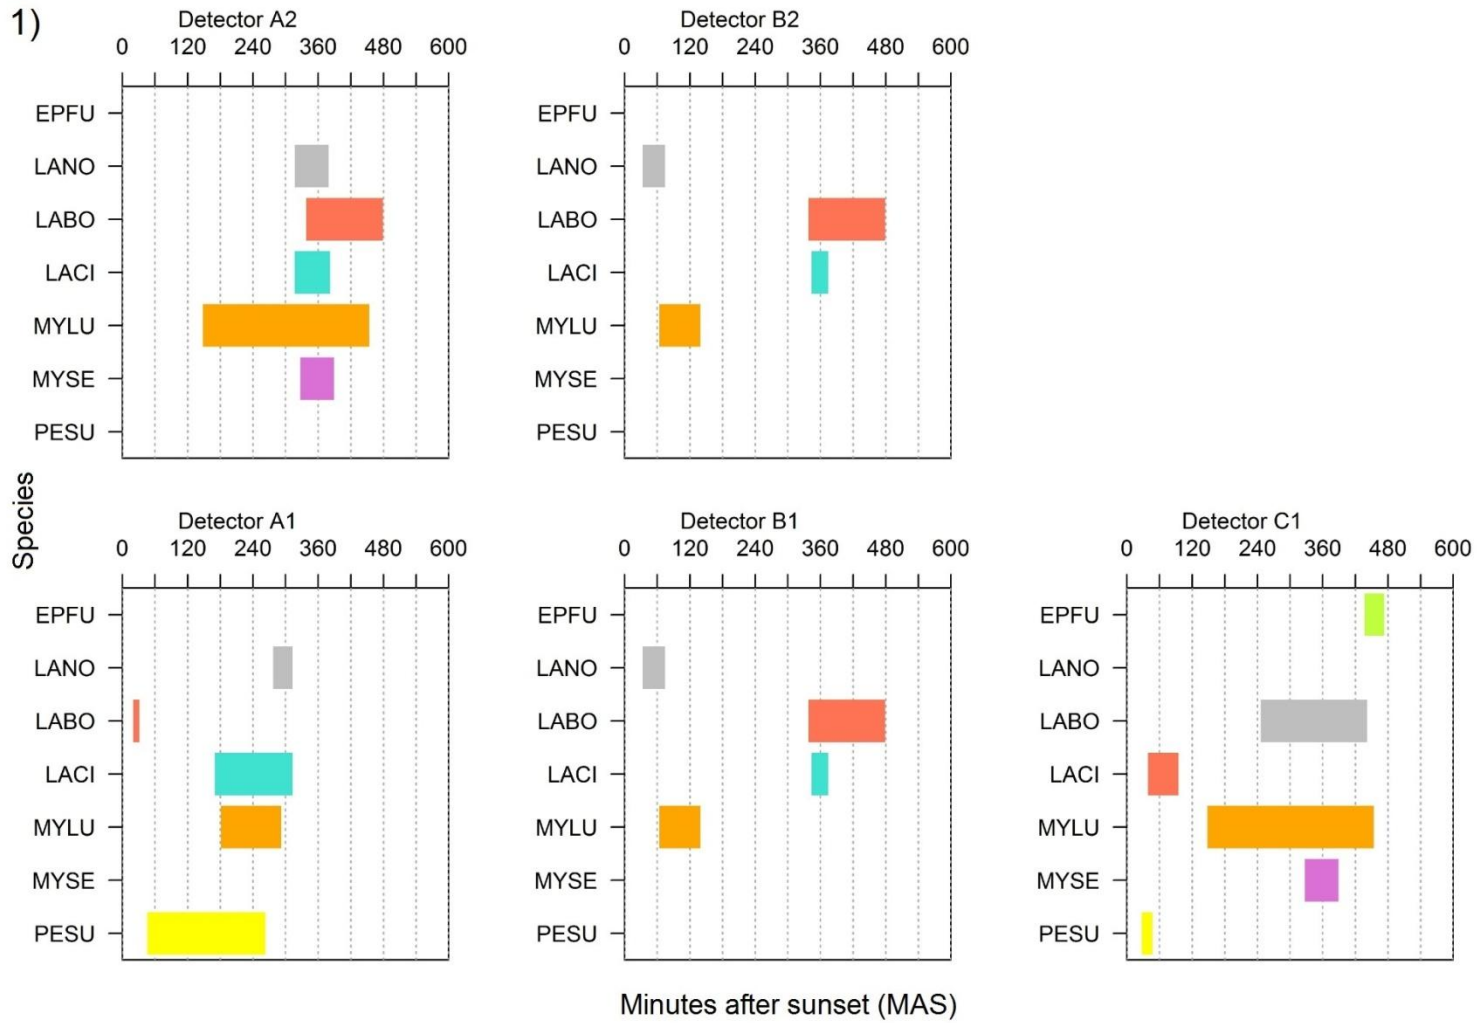 1)
Detector A2
0 120 240 360 480 600
EPFU
LANO
LABO
LACI
MYLU
MYSE
PESU
Detector B2
0 120 240 360 480 600
EPFU
LANO
LABO
LACI
MYLU
MYSE
PESU
Species
Detector A1
0 120 240 360 480 600
EPFU
LANO
LABO
LACI
MYLU
MYSE
PESU
Detector B1
0 120 240 360 480 600
EPFU
LANO
LABO
LACI
MYLU
MYSE
PESU
Detector C1
0 120 240 360 480 600
EPFU
LANO
LABO
LACI
MYLU
MYSE
PESU
Minutes after sunset (MAS)